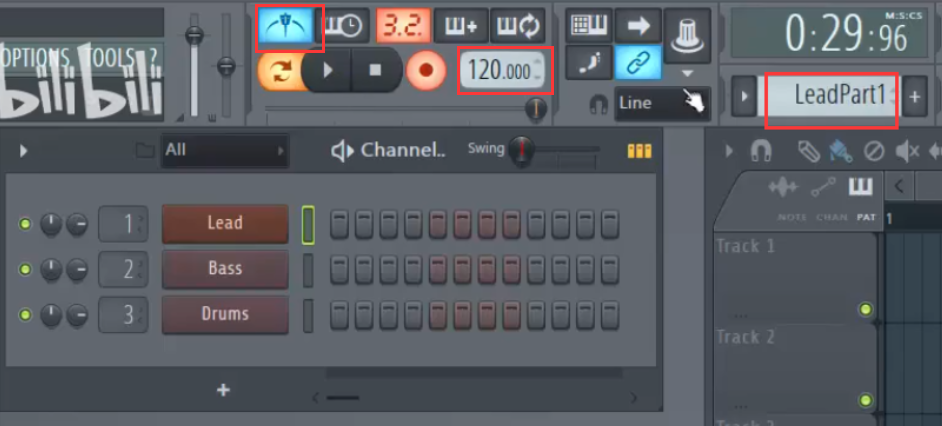 3.2
M:S:CS
0:29:96
OPTIONS TOOLS ?
bilibili
120.000
Line
LeadPart1
+
All
Channel..
Swing
NOTE CHAN PAT
1
1
Lead
Track 1
2
Bass
3
Drums
Track 2